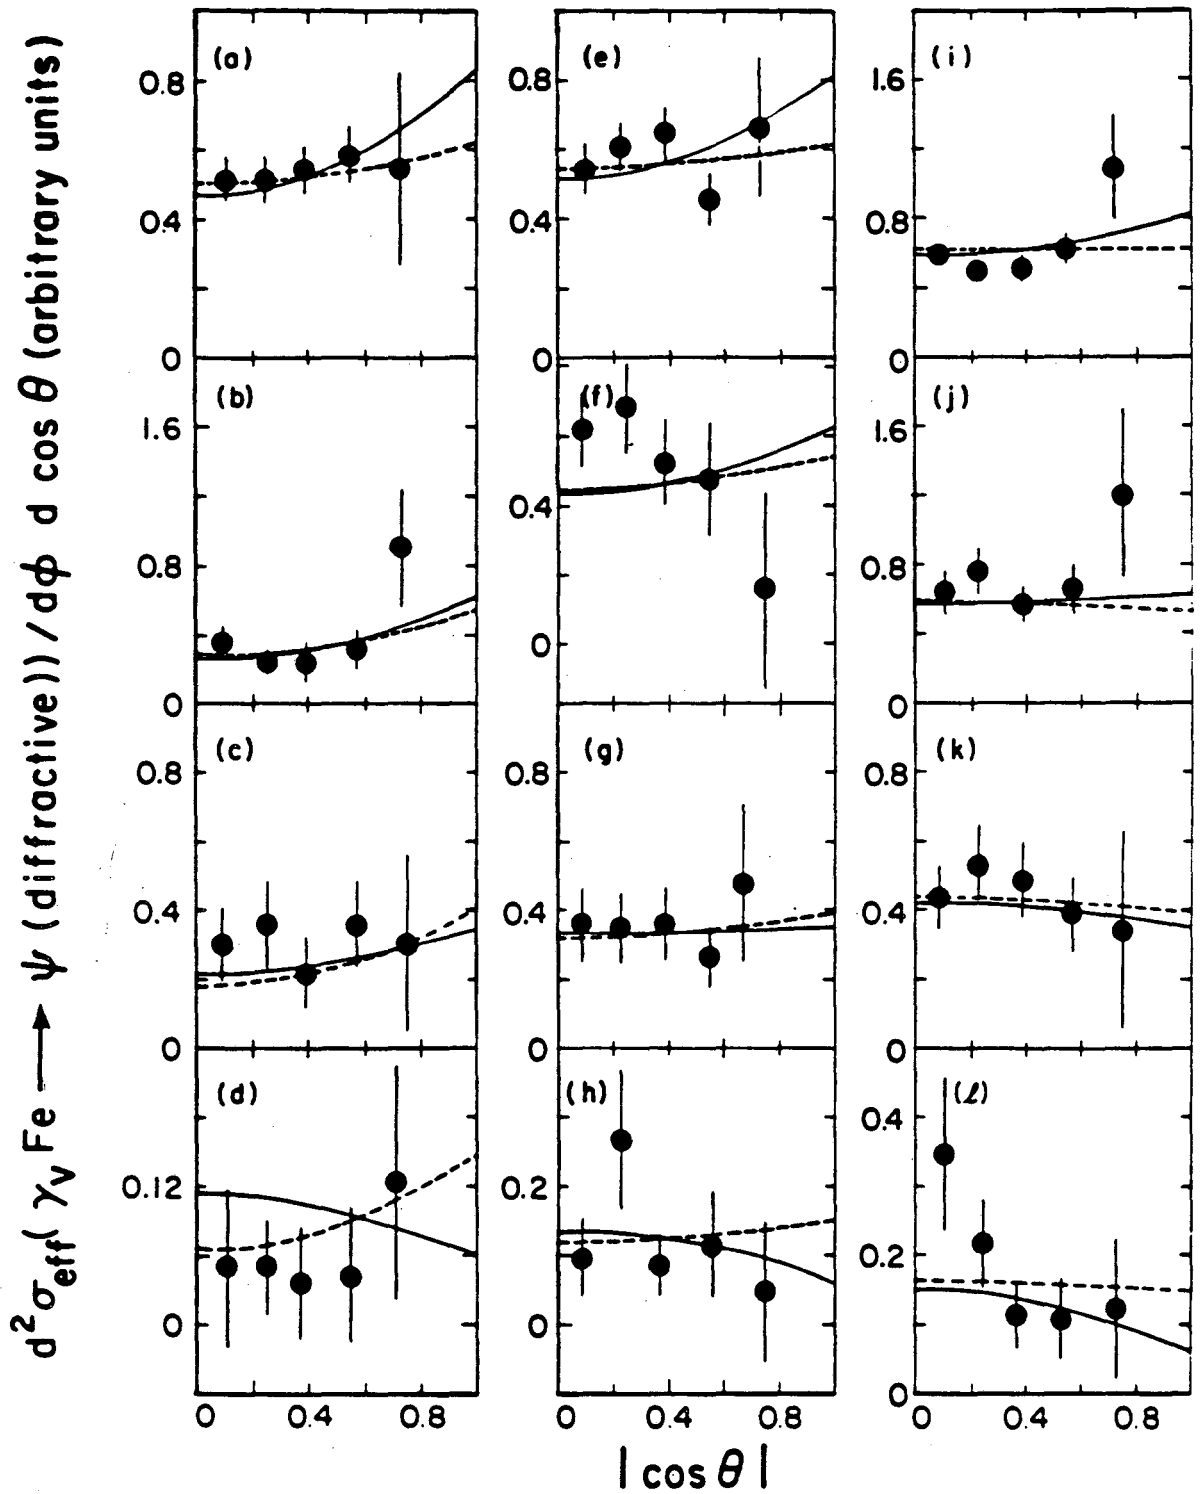 d²σeff(γV Fe ⟶ ψ (diffractive))/dϕ d cos θ (arbitrary units)
(a)
0.8
0.4
0
(e)
0.8
0.4
0
(i)
1.6
0.8
0
(b)
1.6
0.8
0
(f)
0.4
0
(j)
1.6
0.8
0
(c)
0.8
0.4
0
(g)
0.8
0.4
0
(k)
0.8
0.4
0
(d)
0.12
0
(h)
0.2
0
(ℓ)
0.4
0.2
0
0 0.4 0.8
0 0.4 0.8
0 0.4 0.8
|cos θ|